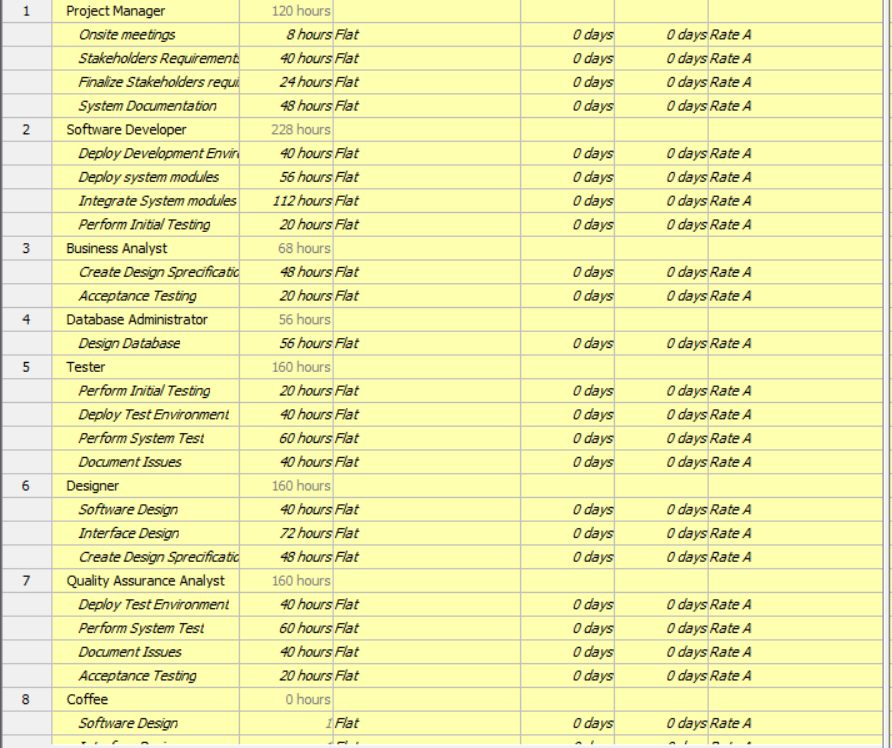 1 Project Manager 120 hours
Onsite meetings 8 hours Flat 0 days 0 days Rate A
Stakeholders Requirements 40 hours Flat 0 days 0 days Rate A
Finalize Stakeholders requi 24 hours Flat 0 days 0 days Rate A
System Documentation 48 hours Flat 0 days 0 days Rate A
2 Software Developer 228 hours
Deploy Development Envir 40 hours Flat 0 days 0 days Rate A
Deploy system modules 56 hours Flat 0 days 0 days Rate A
Integrate System modules 112 hours Flat 0 days 0 days Rate A
Perform Initial Testing 20 hours Flat 0 days 0 days Rate A
3 Business Analyst 68 hours
Create Design Sprecificatio 48 hours Flat 0 days 0 days Rate A
Acceptance Testing 20 hours Flat 0 days 0 days Rate A
4 Database Administrator 56 hours
Design Database 56 hours Flat 0 days 0 days Rate A
5 Tester 160 hours
Perform Initial Testing 20 hours Flat 0 days 0 days Rate A
Deploy Test Environment 40 hours Flat 0 days 0 days Rate A
Perform System Test 60 hours Flat 0 days 0 days Rate A
Document Issues 40 hours Flat 0 days 0 days Rate A
6 Designer 160 hours
Software Design 40 hours Flat 0 days 0 days Rate A
Interface Design 72 hours Flat 0 days 0 days Rate A
Create Design Sprecificatio 48 hours Flat 0 days 0 days Rate A
7 Quality Assurance Analyst 160 hours
Deploy Test Environment 40 hours Flat 0 days 0 days Rate A
Perform System Test 60 hours Flat 0 days 0 days Rate A
Document Issues 40 hours Flat 0 days 0 days Rate A
Acceptance Testing 20 hours Flat 0 days 0 days Rate A
8 Coffee 0 hours
Software Design 1 Flat 0 days 0 days Rate A